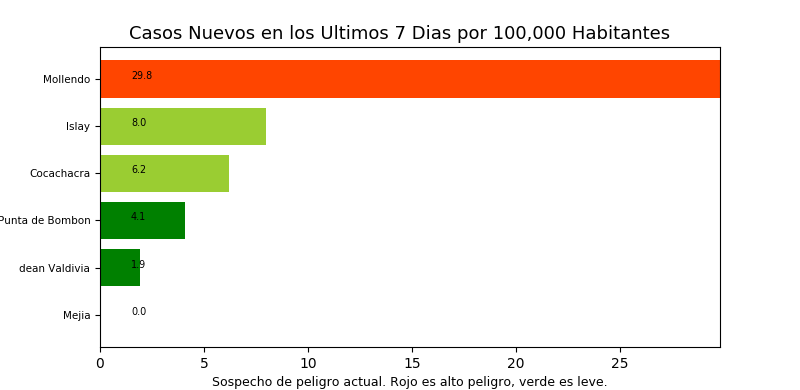 Casos Nuevos en los Ultimos 7 Dias por 100,000 Habitantes
Mollendo 29.8
Islay 8.0
Cocachacra 6.2
Punta de Bombon 4.1
dean Valdivia 1.9
Mejia 0.0
0 5 10 15 20 25
Sospecho de peligro actual. Rojo es alto peligro, verde es leve.